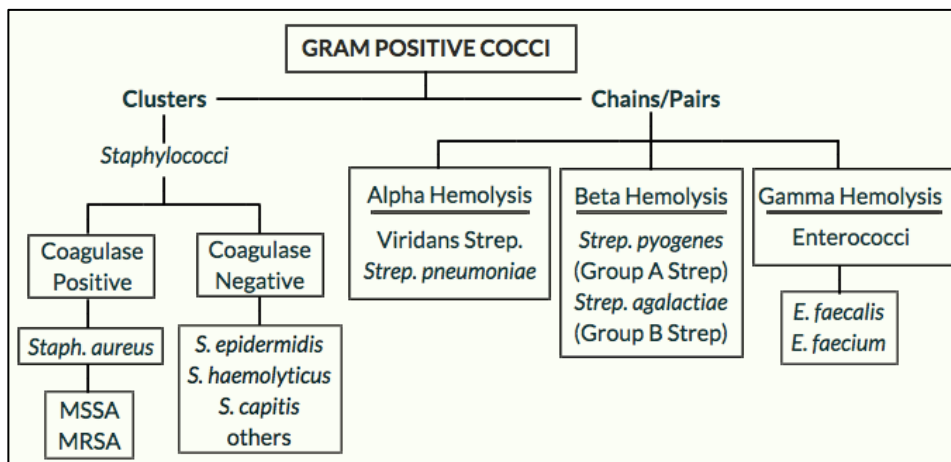 GRAM POSITIVE COCCI
Clusters
Chains/Pairs
Staphylococci
Coagulase
Positive
Coagulase
Negative
Staph. aureus
MSSA
MRSA
S. epidermidis
S. haemolyticus
S. capitis
others
Alpha Hemolysis
Viridans Strep.
Strep. pneumoniae
Beta Hemolysis
Strep. pyogenes
(Group A Strep)
Strep. agalactiae
(Group B Strep)
Gamma Hemolysis
Enterococci
E. faecalis
E. faecium